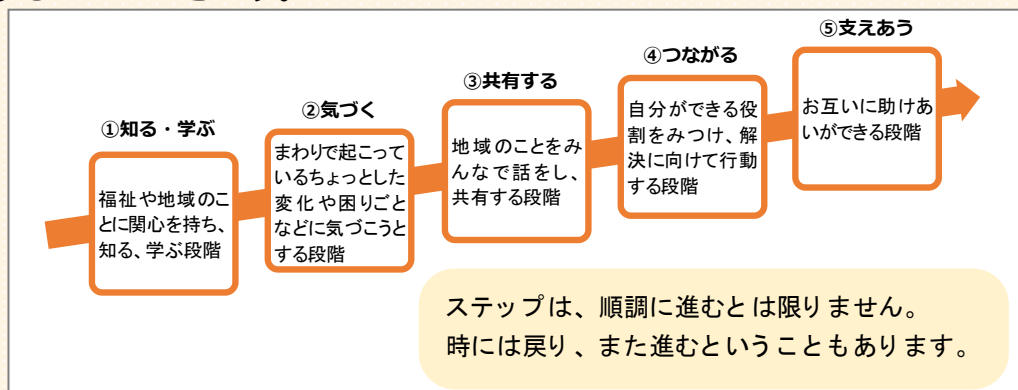 ①知る・学ぶ
福祉や地域のこ
とに関心を持ち、
知る、学ぶ段階
②気づく
まわりで起こって
いるちょっとした
変化や困りごと
などに気づこうと
する段階
③共有する
地域のことをみ
んなで話をし、
共有する段階
④つながる
自分ができる役
割をみつけ、解
決に向けて行動
する段階
⑤支えあう
お互いに助けあ
いができる段階
ステップは、順調に進むとは限りません。
時には戻り、また進むということもあります。